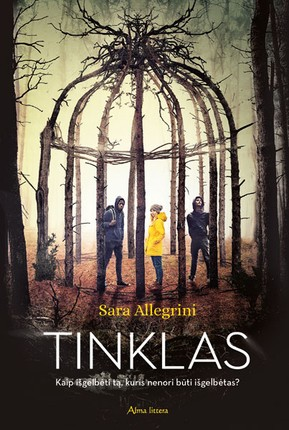 Sara Allegrini
TINKLAS
Kaip išgelbėti tą, kuris nenori būti išgelbėtas?
Alma littera